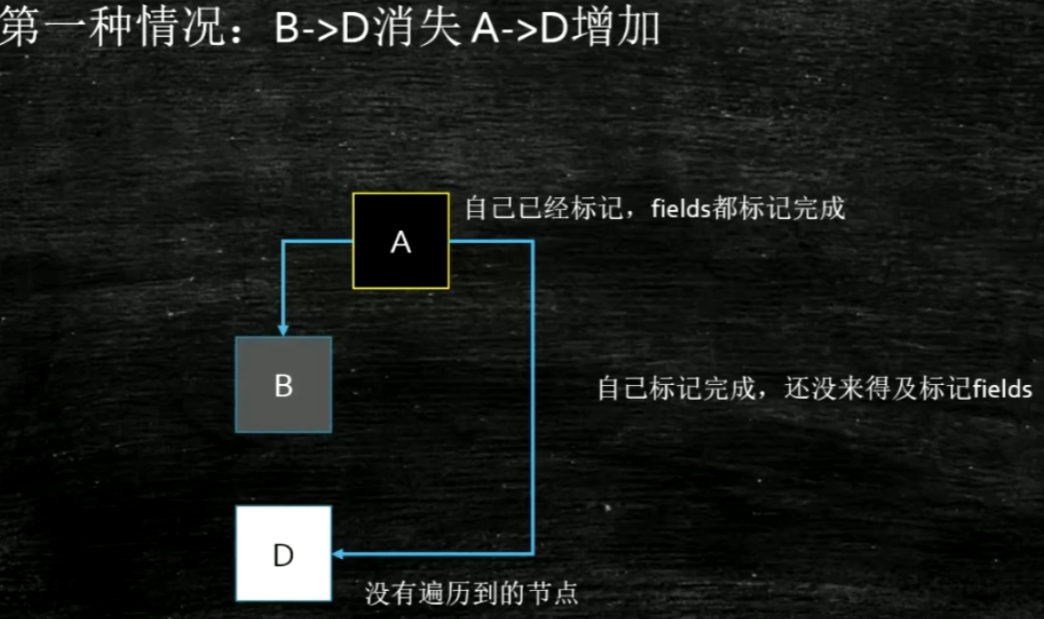 第一种情况：B->D消失 A->D增加
自己已经标记，fields都标记完成
A
B
自己标记完成，还没来得及标记fields
D
没有遍历到的节点